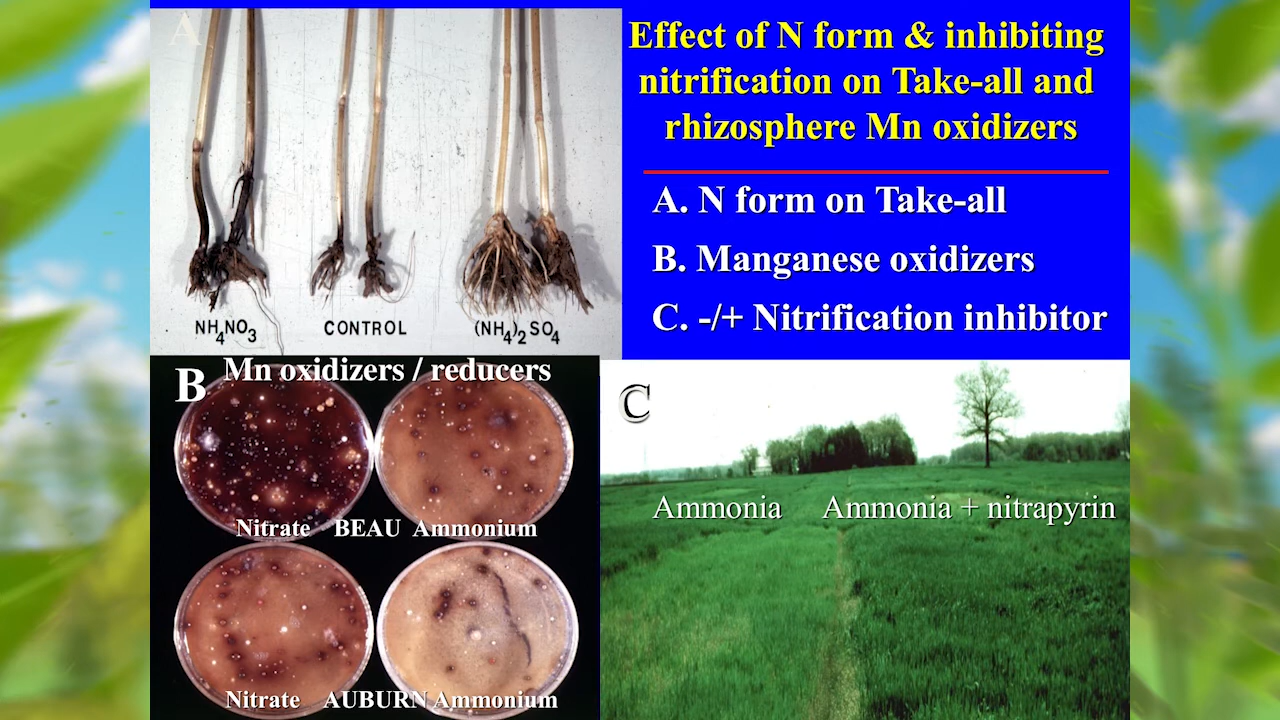 A
Effect of N form & inhibiting
nitrification on Take-all and
rhizosphere Mn oxidizers
A. N form on Take-all
B. Manganese oxidizers
C. -/+ Nitrification inhibitor
NH4NO3 CONTROL (NH4)2SO4
B Mn oxidizers / reducers
Nitrate BEAU Ammonium
Nitrate AUBURN Ammonium
C
Ammonia Ammonia + nitrapyrin